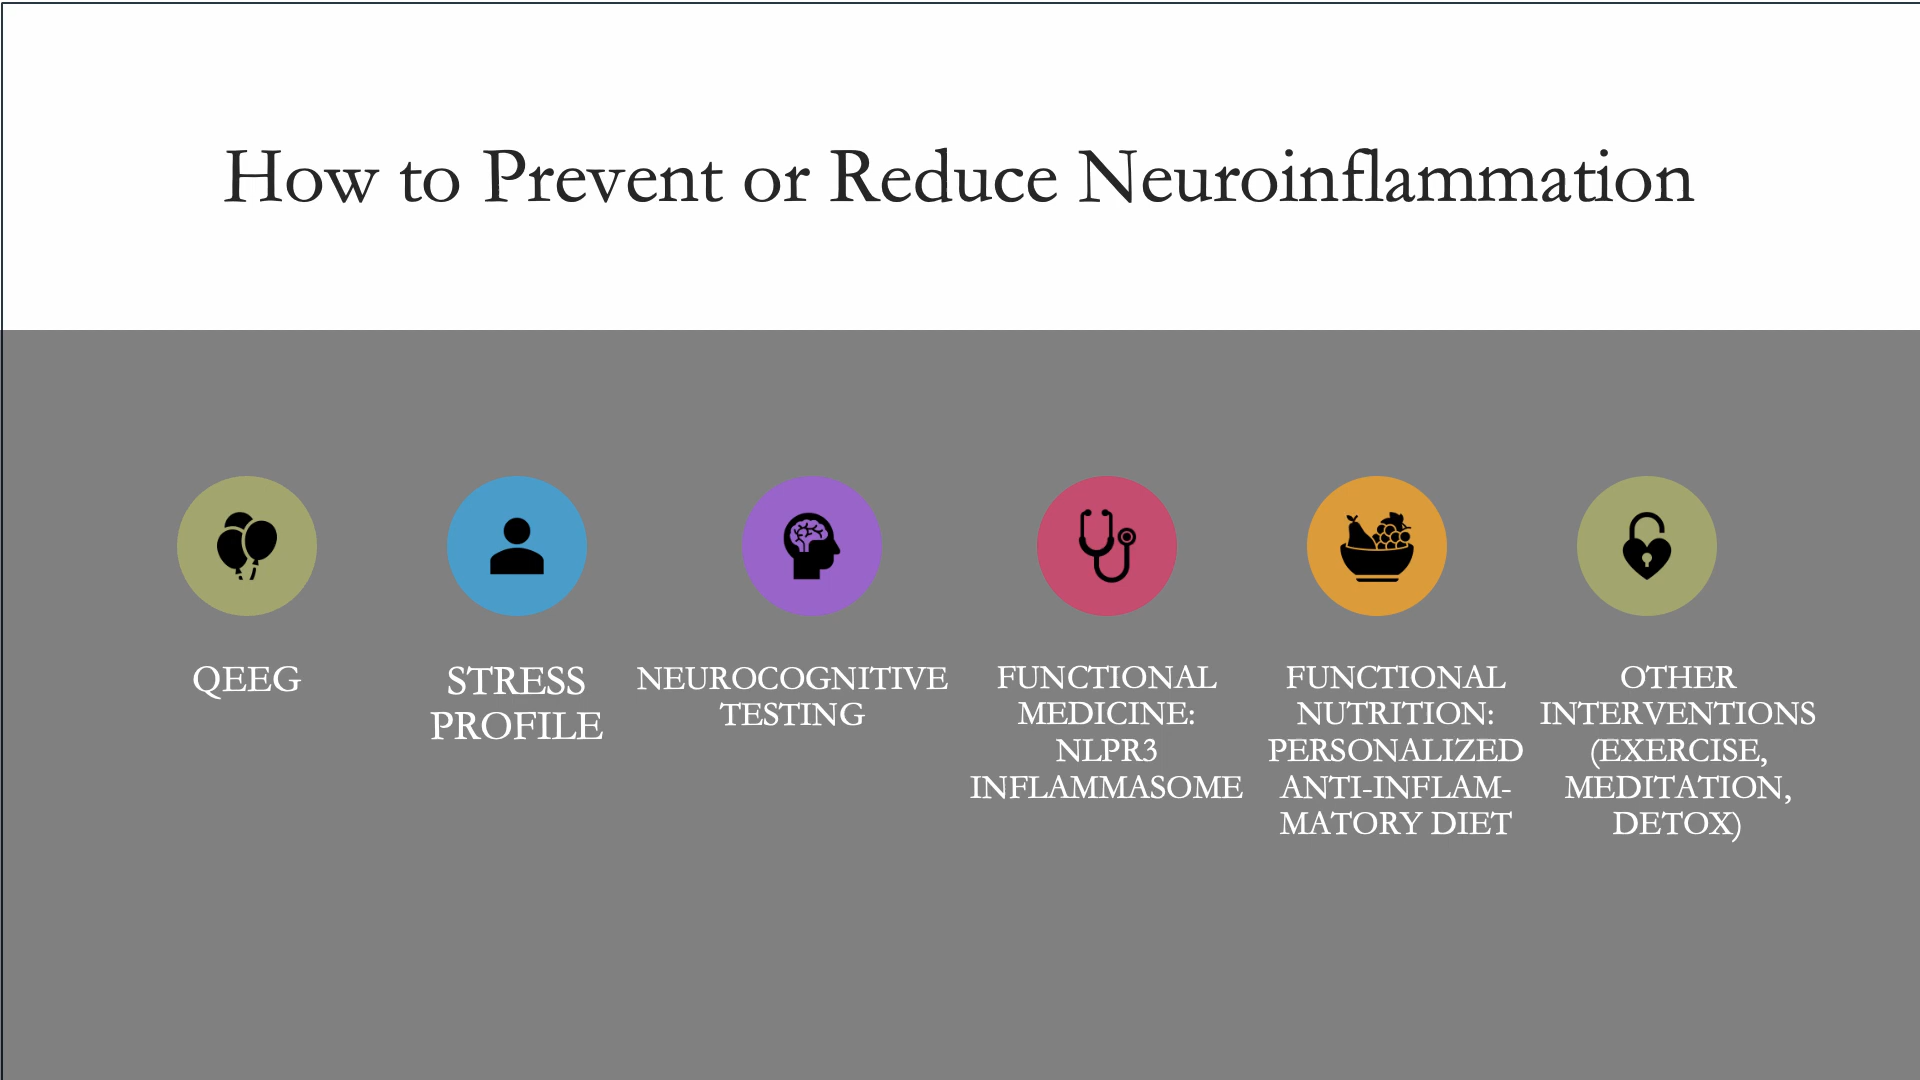 How to Prevent or Reduce Neuroinflammation
QEEG
STRESS
PROFILE
NEUROCOGNITIVE
TESTING
FUNCTIONAL
MEDICINE:
NLPR3
INFLAMMASOME
FUNCTIONAL
NUTRITION:
PERSONALIZED
ANTI-INFLAM-
MATORY DIET
OTHER
INTERVENTIONS
(EXERCISE,
MEDITATION,
DETOX)